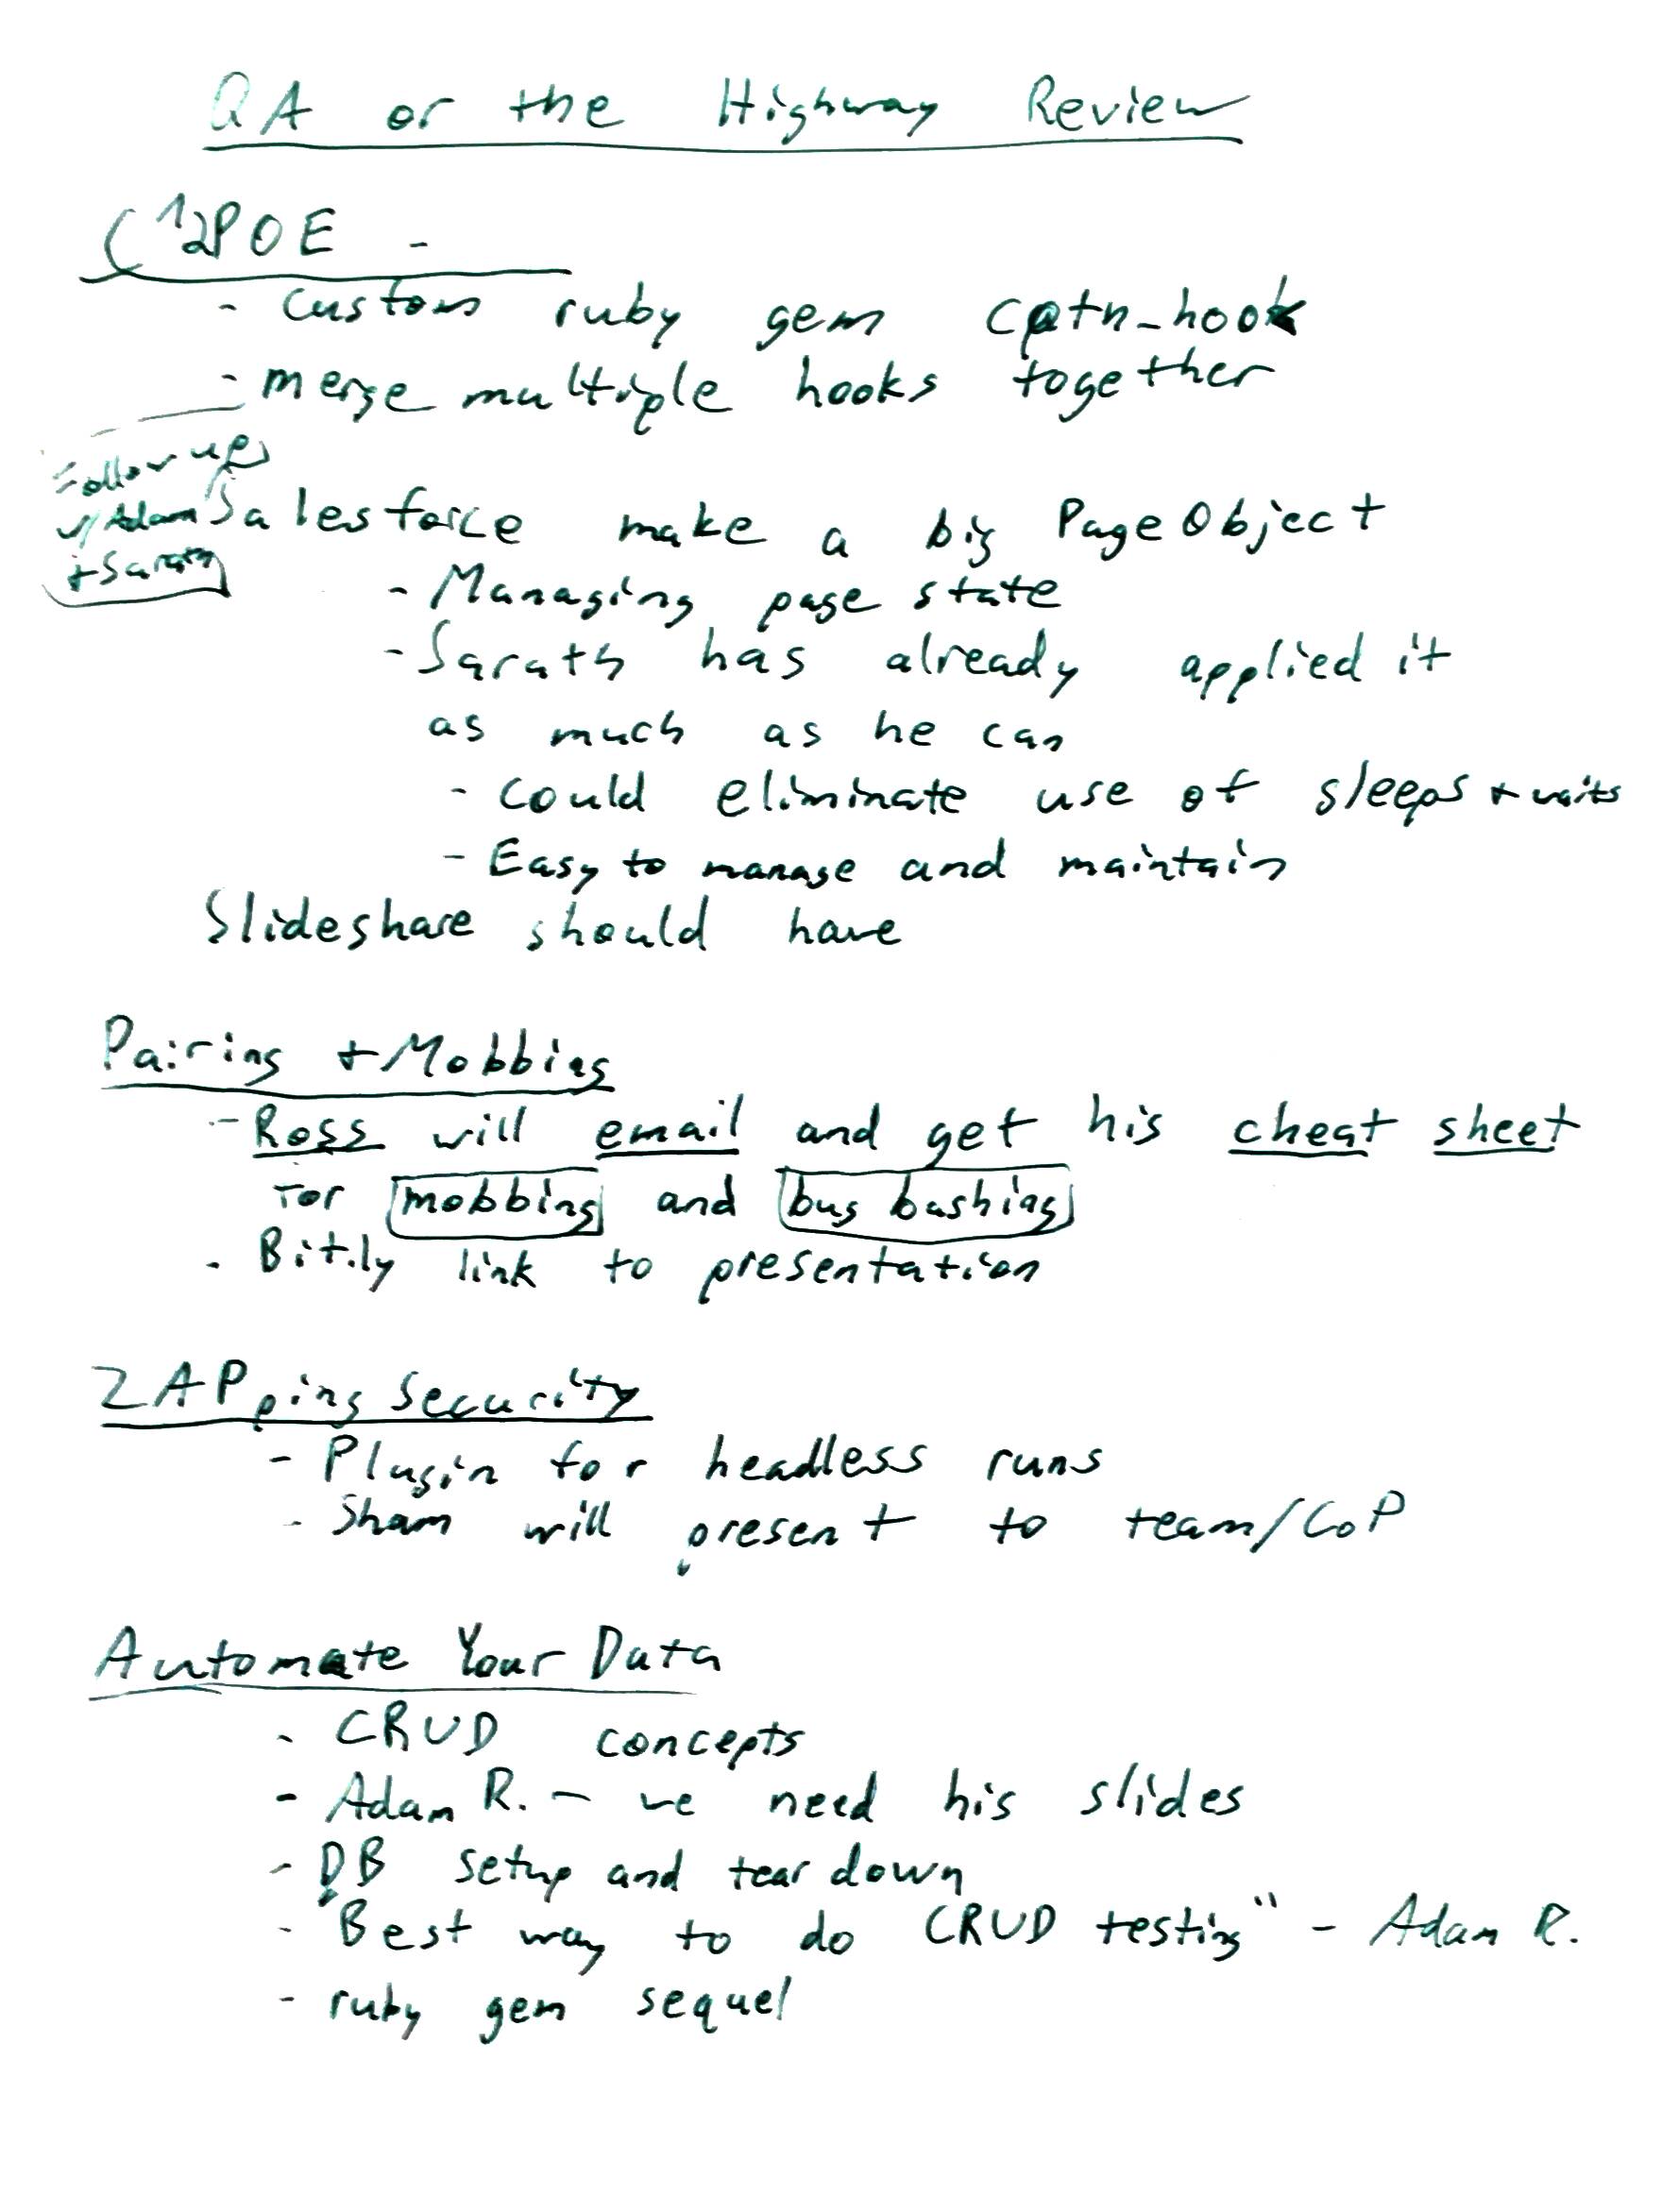 QA or the Highway Review
C^2POE -
- custom ruby gem
- merge multiple hooks together
Follow up
w/ Adam
+ Sarath
Salesforce make a big PageObject
- Managing page state
- Sarath has already applied it
as much as he can
- could eliminate use of sleeps + waits
- Easy to manage and maintain
Slideshare should have
Pairing + Mobbing
- Ross will email and get his cheat sheet
for mobbing and bug bashing
- Bit.ly link to presentation
ZAPping Security
- Plugin for headless runs
- Sham will present to team/CoP
Automate Your Data
- CRUD concepts
- Adam R. - we need his slides
- DB setup and tear down
- "Best way to do CRUD testing" - Adam R.
- ruby gem sequel